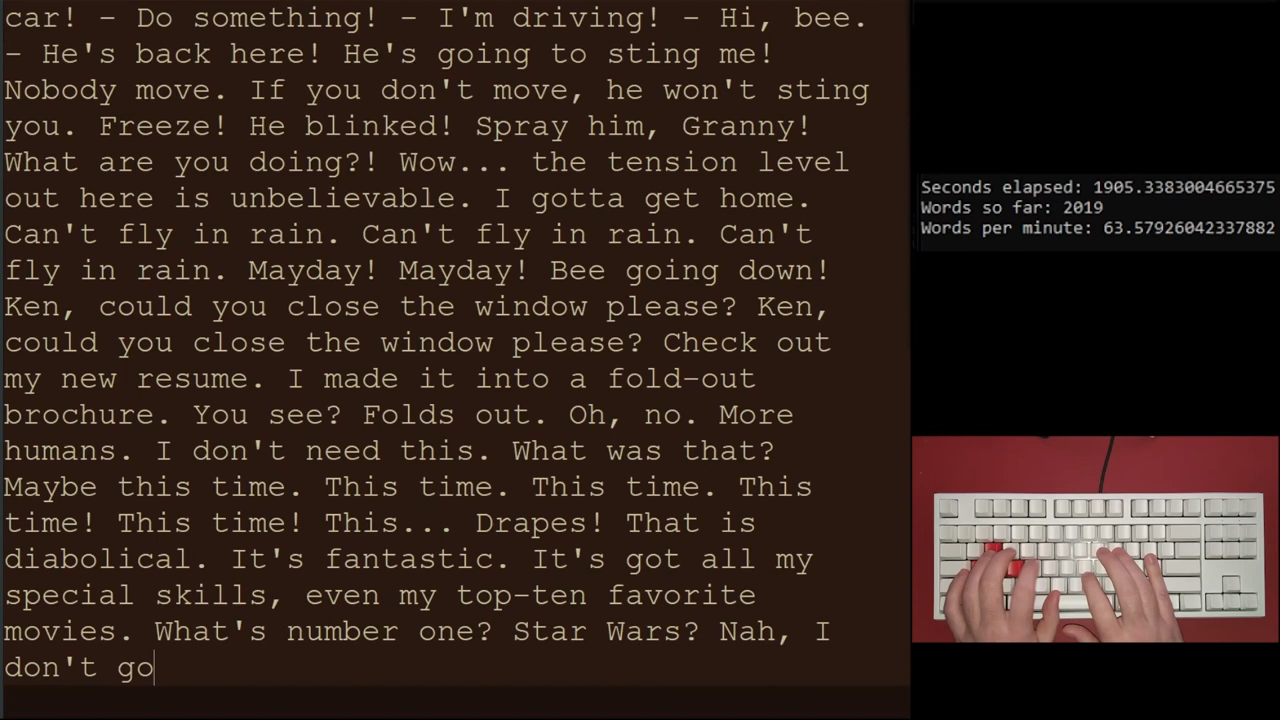 car! - Do something! - I'm driving! - Hi, bee.
- He's back here! He's going to sting me!
Nobody move. If you don't move, he won't sting
you. Freeze! He blinked! Spray him, Granny!
What are you doing?! Wow... the tension level
out here is unbelievable. I gotta get home.
Can't fly in rain. Can't fly in rain. Can't
fly in rain. Mayday! Mayday! Bee going down!
Ken, could you close the window please? Ken,
could you close the window please? Check out
my new resume. I made it into a fold-out
brochure. You see? Folds out. Oh, no. More
humans. I don't need this. What was that?
Maybe this time. This time. This time. This
time! This time! This... Drapes! That is
diabolical. It's fantastic. It's got all my
special skills, even my top-ten favorite
movies. What's number one? Star Wars? Nah, I
don't go
Seconds elapsed: 1905.3383004665375
Words so far: 2019
Words per minute: 63.57926042337882